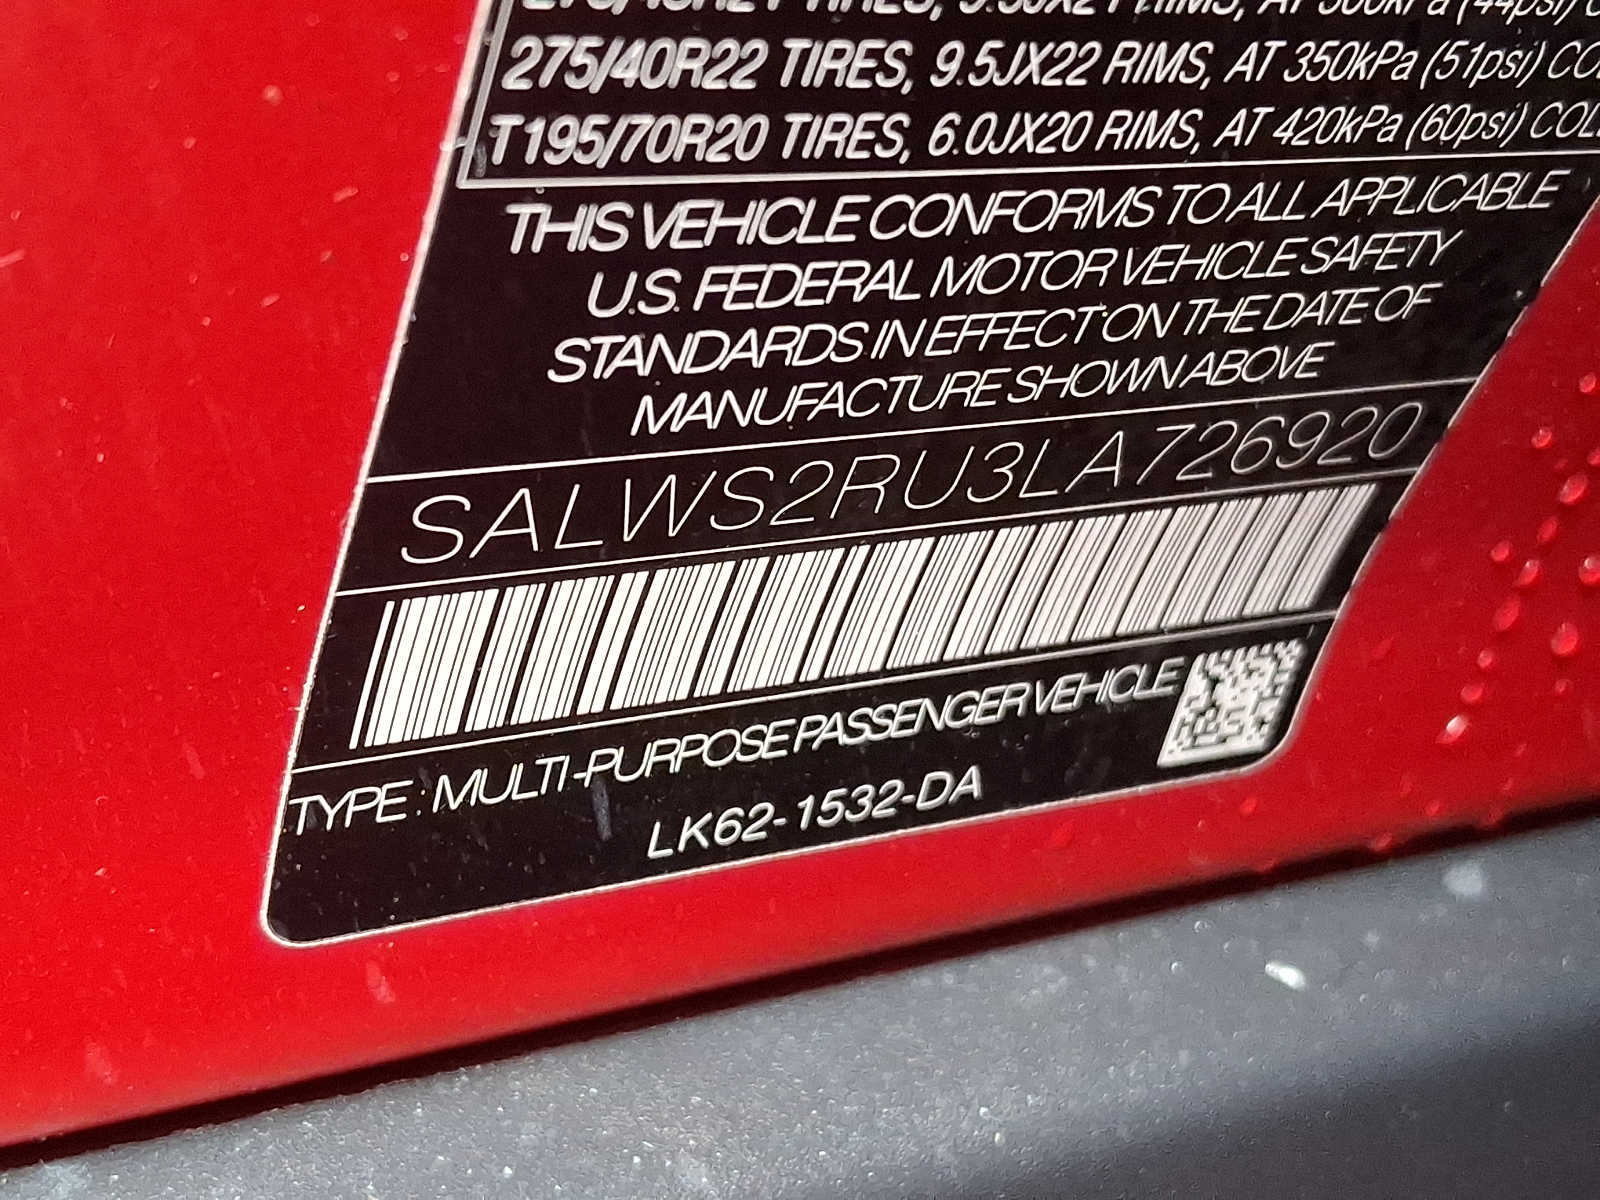 275/40R22 TIRES, 9.5JX22 RIMS, AT 350kPa (51psi)
T195/70R20 TIRES, 6.0JX20 RIMS, AT 420kPa (60psi)
THIS VEHICLE CONFORMS TO ALL APPLICABLE
U.S. FEDERAL MOTOR VEHICLE SAFETY
STANDARDS IN EFFECT ON THE DATE OF
MANUFACTURE SHOWN ABOVE
SALWS2RU3LA726920
TYPE: MULTI-PURPOSE PASSENGER VEHICLE
LK62-1532-DA